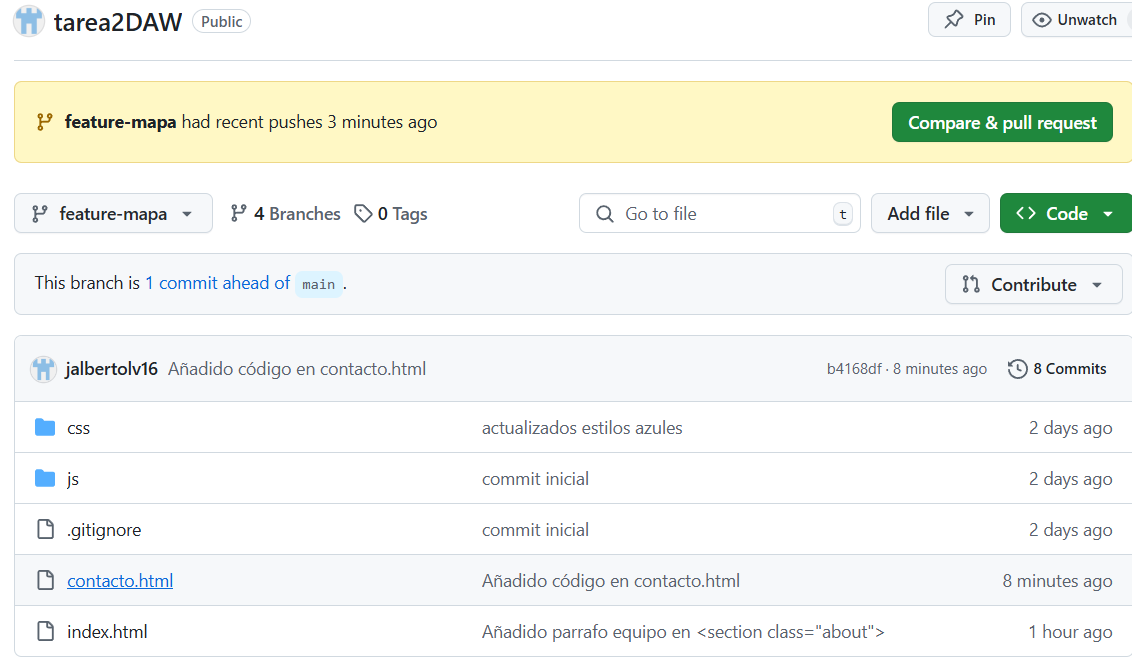 tarea2DAW Public Pin Unwatch
feature-mapa had recent pushes 3 minutes ago Compare & pull request
feature-mapa 4 Branches 0 Tags Go to file t Add file Code
This branch is 1 commit ahead of main . Contribute
jalbertolv16 Añadido código en contacto.html b4168df · 8 minutes ago 8 Commits
css actualizados estilos azules 2 days ago
js commit inicial 2 days ago
.gitignore commit inicial 2 days ago
contacto.html Añadido código en contacto.html 8 minutes ago
index.html Añadido parrafo equipo en <section class="about"> 1 hour ago